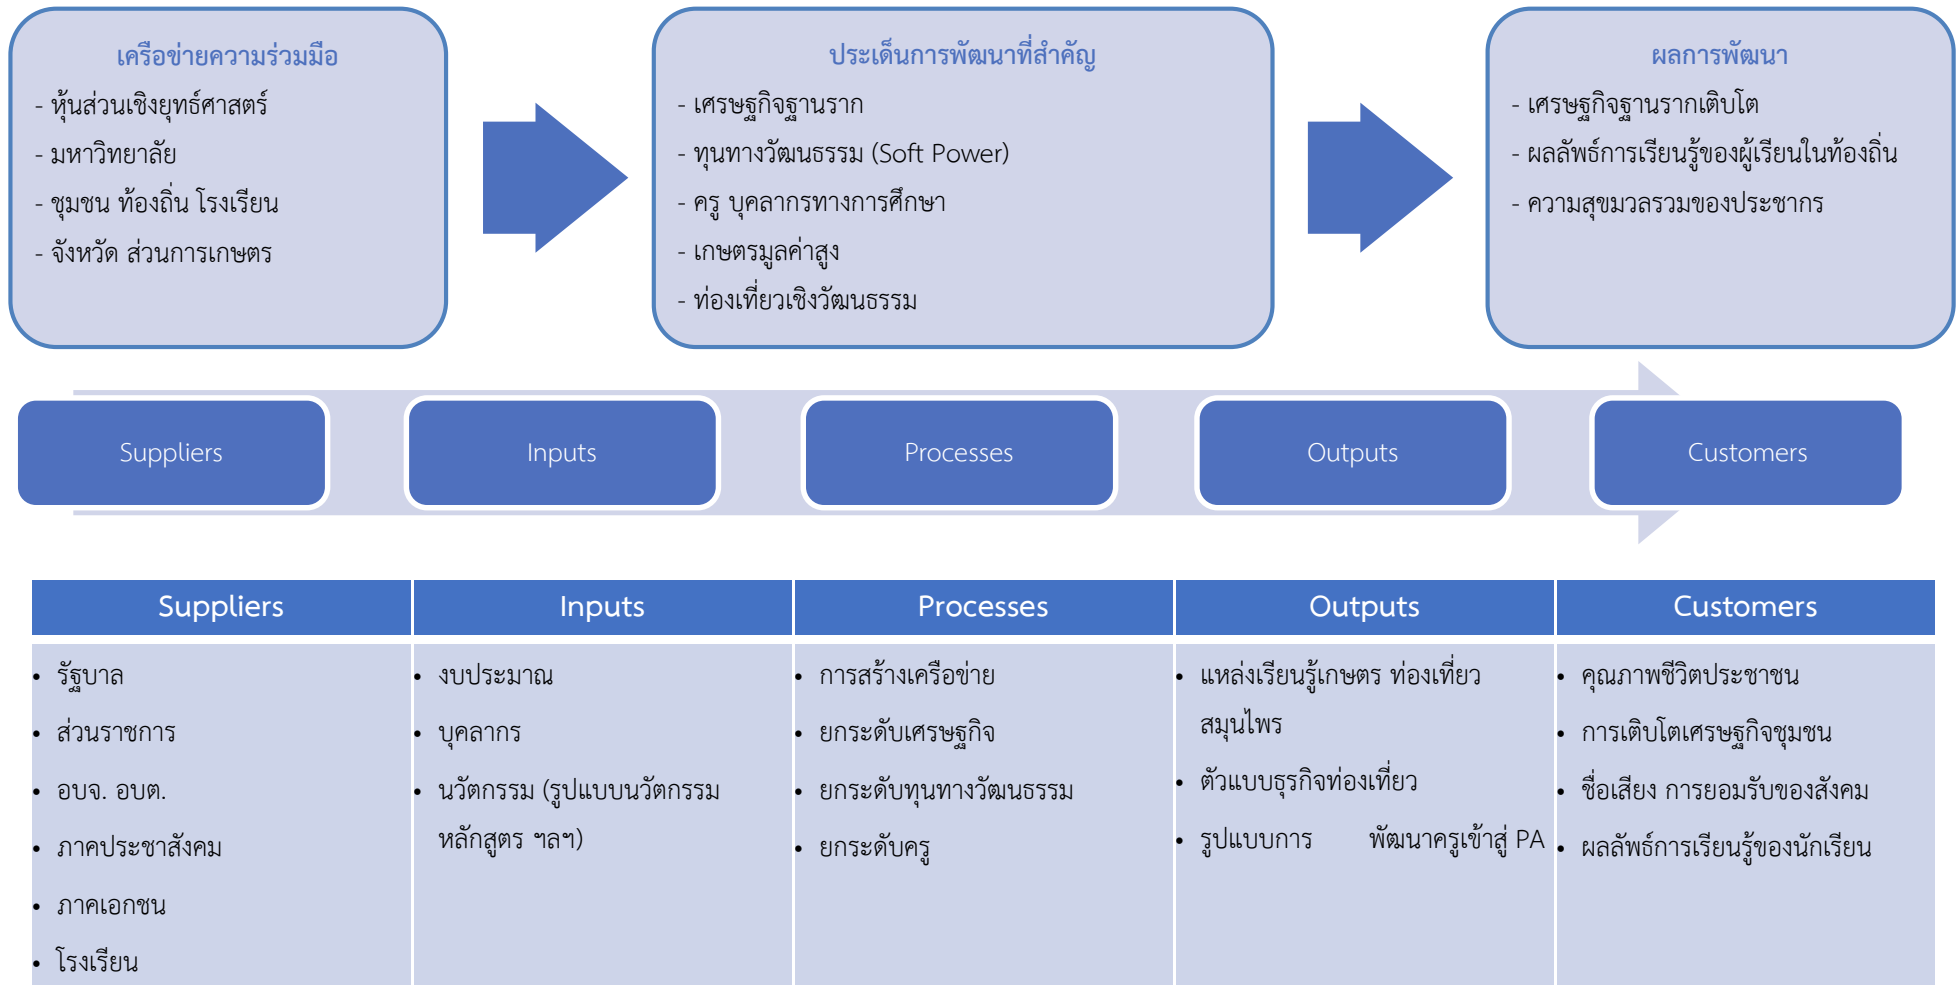 เครือข่ายความร่วมมือ
- หุ้นส่วนเชิงยุทธ์ศาสตร์
- มหาวิทยาลัย
- ชุมชน ท้องถิ่น โรงเรียน
- จังหวัด ส่วนการเกษตร
ประเด็นการพัฒนาที่สำคัญ
- เศรษฐกิจฐานราก
- ทุนทางวัฒนธรรม (Soft Power)
- ครู บุคลากรทางการศึกษา
- เกษตรมูลค่าสูง
- ท่องเที่ยวเชิงวัฒนธรรม
ผลการพัฒนา
- เศรษฐกิจฐานรากเติบโต
- ผลลัพธ์การเรียนรู้ของผู้เรียนในท้องถิ่น
- ความสุขมวลรวมของประชากร
Suppliers
Inputs
Processes
Outputs
Customers
Suppliers
• รัฐบาล
• ส่วนราชการ
• อบจ. อบต.
• ภาคประชาสังคม
• ภาคเอกชน
• โรงเรียน
Inputs
• งบประมาณ
• บุคลากร
• นวัตกรรม (รูปแบบนวัตกรรม
หลักสูตร ฯลฯ)
Processes
• การสร้างเครือข่าย
• ยกระดับเศรษฐกิจ
• ยกระดับทุนทางวัฒนธรรม
• ยกระดับครู
Outputs
• แหล่งเรียนรู้เกษตร ท่องเที่ยว
สมุนไพร
• ตัวแบบธุรกิจท่องเที่ยว
• รูปแบบการ พัฒนาครูเข้าสู่ PA
Customers
• คุณภาพชีวิตประชาชน
• การเติบโตเศรษฐกิจชุมชน
• ชื่อเสียง การยอมรับของสังคม
• ผลลัพธ์การเรียนรู้ของนักเรียน